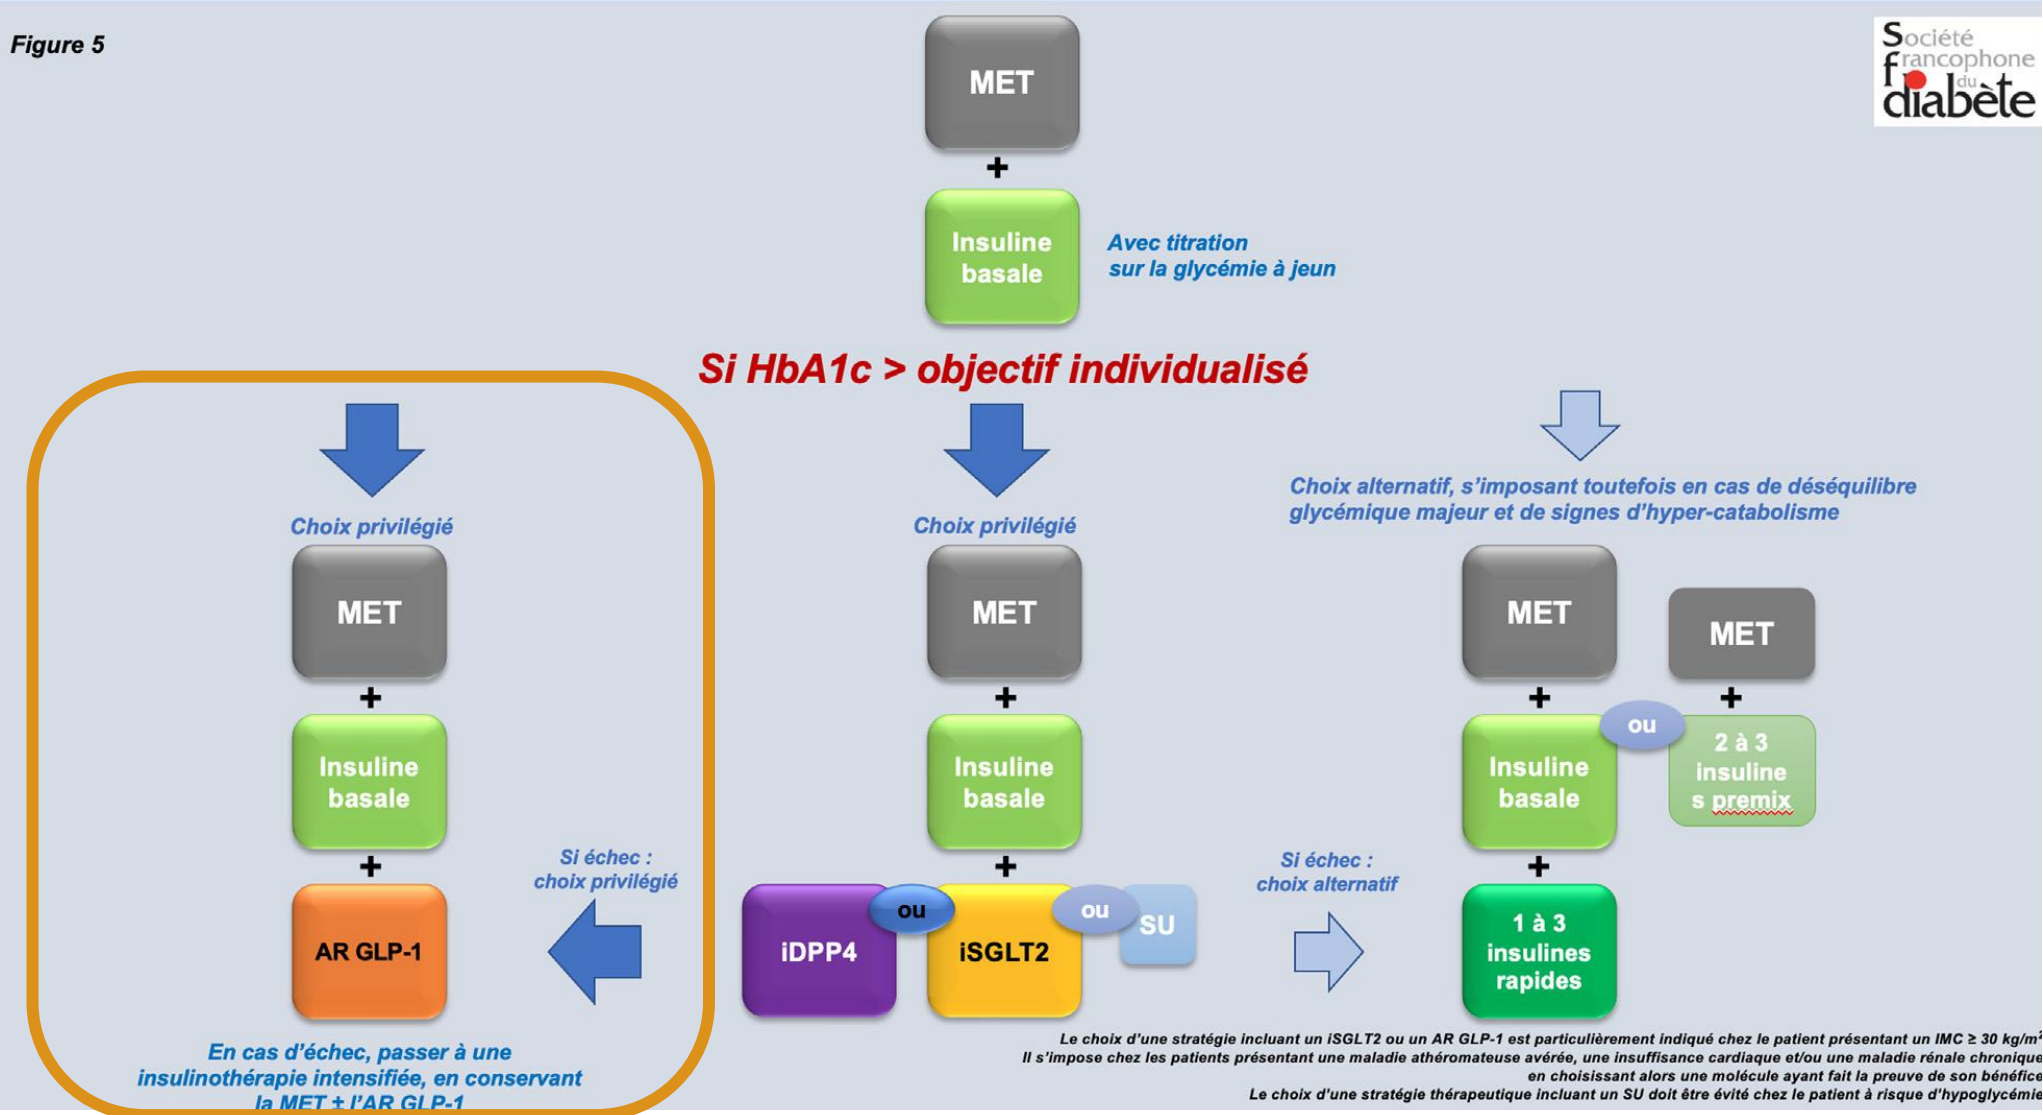 Figure 5
Société
francophone
du
diabète
MET
+
Insuline
basale
Avec titration
sur la glycémie à jeun
Si HbA1c > objectif individualisé
Choix privilégié
MET
+
Insuline
basale
+
AR GLP-1
Si échec :
choix privilégié
En cas d'échec, passer à une
insulinothérapie intensifiée, en conservant
la MET ± l'AR GLP-1
Choix privilégié
MET
+
Insuline
basale
+
iDPP4
ou
iSGLT2
ou
SU
Si échec :
choix alternatif
Choix alternatif, s'imposant toutefois en cas de déséquilibre
glycémique majeur et de signes d'hyper-catabolisme
MET
+
Insuline
basale
+
1 à 3
insulines
rapides
ou
MET
+
2 à 3
insuline
s premix
Le choix d'une stratégie incluant un iSGLT2 ou un AR GLP-1 est particulièrement indiqué chez le patient présentant un IMC ≥ 30 kg/m²
Il s'impose chez les patients présentant une maladie athéromateuse avérée, une insuffisance cardiaque et/ou une maladie rénale chronique
en choisissant alors une molécule ayant fait la preuve de son bénéfice
Le choix d'une stratégie thérapeutique incluant un SU doit être évité chez le patient à risque d'hypoglycémie